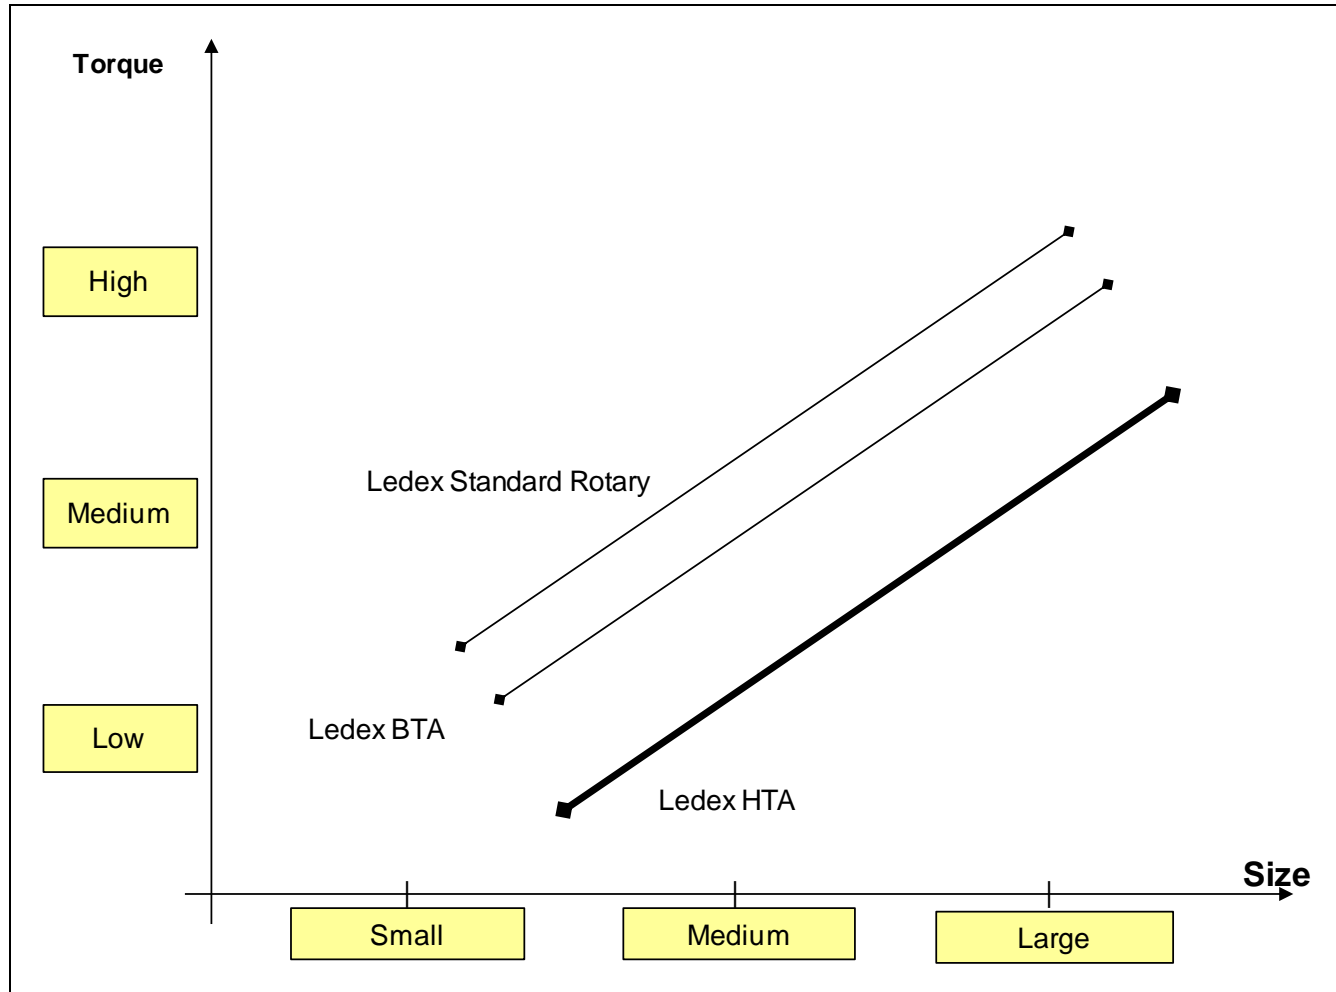 Torque
High
Ledex Standard Rotary
Medium
Ledex BTA
Low
Ledex HTA
Size
Small
Medium
Large